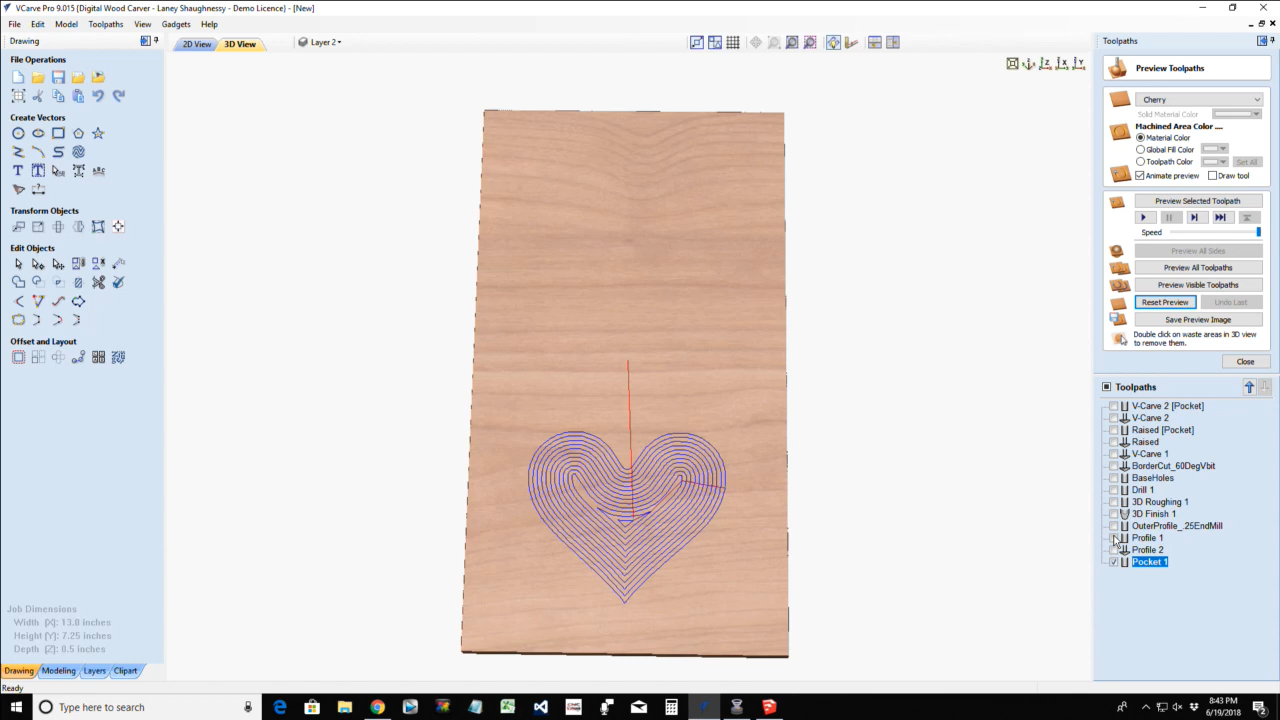 VCarve Pro 9.015 {Digital Wood Carver - Laney Shaughnessy - Demo Licence} - [New]
File Edit Model Toolpaths View Gadgets Help
Drawing
2D View 3D View Layer 2
File Operations
Create Vectors
Transform Objects
Edit Objects
Offset and Layout
Job Dimensions
Width (X): 13.0 inches
Height (Y): 7.25 inches
Depth (Z): 0.5 inches
Drawing Modeling Layers Clipart
Ready
Toolpaths
Preview Toolpaths
Cherry
Solid Material Color
Machined Area Color ....
Material Color
Global Fill Color
Toolpath Color Set All
Animate preview Draw tool
Preview Selected Toolpath
Speed
Preview All Sides
Preview All Toolpaths
Preview Visible Toolpaths
Reset Preview Undo Last
Save Preview Image
Double click on waste areas in 3D view
to remove them.
Close
Toolpaths
V-Carve 2 [Pocket]
V-Carve 2
Raised [Pocket]
Raised
V-Carve 1
BorderCut_60DegVbit
BaseHoles
Drill 1
3D Roughing 1
3D Finish 1
OuterProfile_.25EndMill
Profile 1
Profile 2
Pocket 1
Type here to search
8:43 PM
6/19/2018